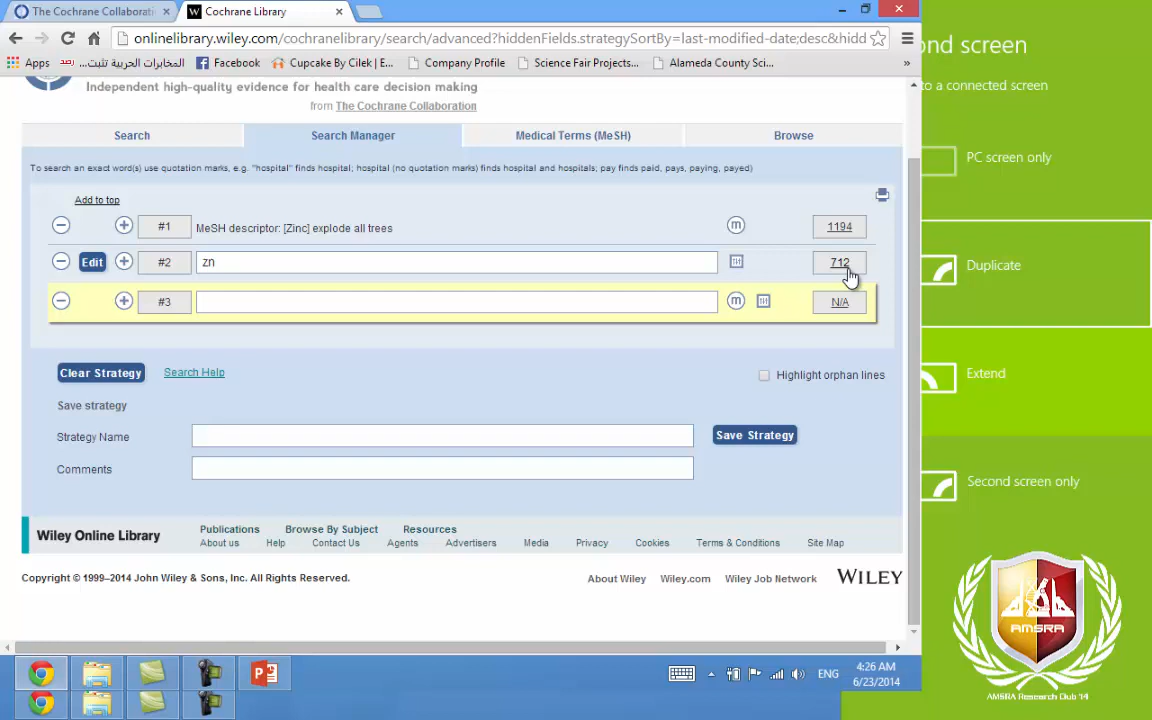 The Cochrane Collaborati
Cochrane Library
onlinelibrary.wiley.com/cochranelibrary/search/advanced?hiddenFields.strategySortBy=last-modified-date;desc&hidd
Apps
المخابرات الحربية تثبت...
رصد
Facebook
Cupcake By Cilek | E...
Company Profile
Science Fair Projects...
Alameda County Sci...
»
Independent high-quality evidence for health care decision making
from The Cochrane Collaboration
Search
Search Manager
Medical Terms (MeSH)
Browse
To search an exact word(s) use quotation marks, e.g. "hospital" finds hospital; hospital (no quotation marks) finds hospital and hospitals; pay finds paid, pays, paying, payed)
Add to top
#1 MeSH descriptor: [Zinc] explode all trees m 1194
Edit #2 zn 712
#3 m N/A
Clear Strategy
Search Help
Highlight orphan lines
Save strategy
Strategy Name
Save Strategy
Comments
Wiley Online Library
Publications Browse By Subject Resources
About us Help Contact Us Agents Advertisers Media Privacy Cookies Terms & Conditions Site Map
Copyright © 1999–2014 John Wiley & Sons, Inc. All Rights Reserved.
About Wiley Wiley.com Wiley Job Network WILEY
ENG
4:26 AM
6/23/2014
ond screen
to a connected screen
PC screen only
Duplicate
Extend
Second screen only
AMSRA
AMSRA Research Club '14